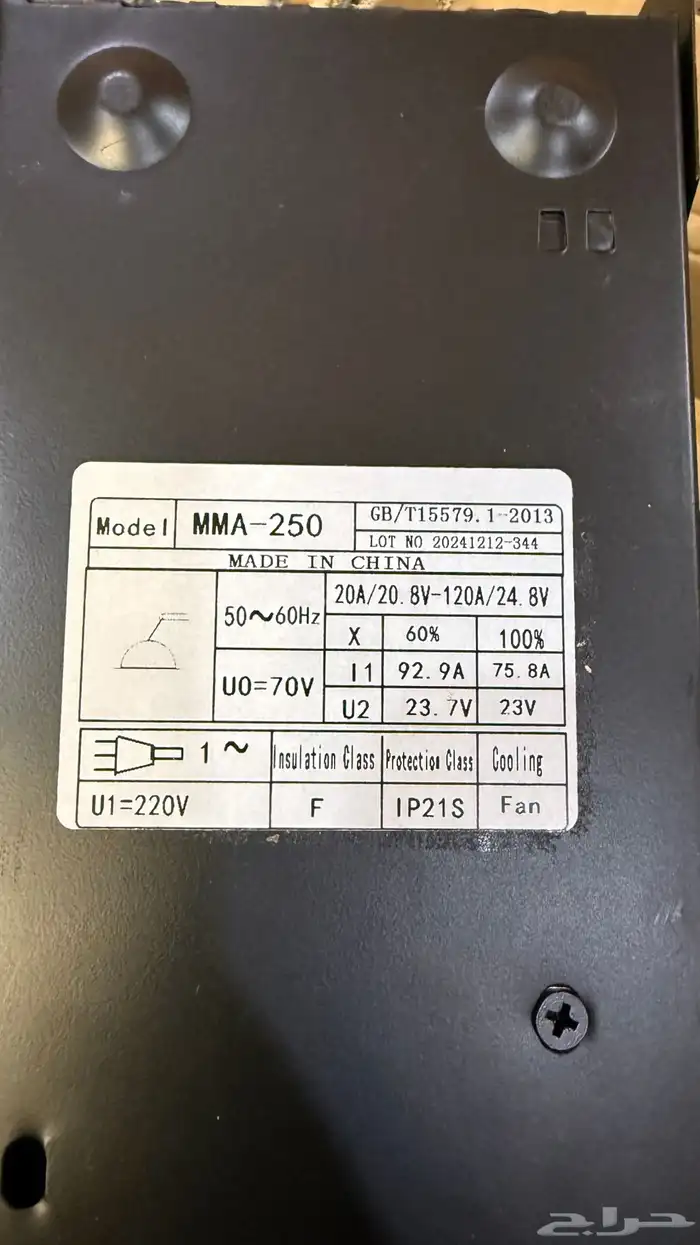 Model MMA-250 GB/T15579.1-2013
LOT NO 20241212-344
MADE IN CHINA
50~60Hz 20A/20.8V-120A/24.8V
X 60% 100%
U0=70V I1 92.9A 75.8A
U2 23.7V 23V
1~ Insulation Class Protection Class Cooling
U1=220V F IP21S Fan
حراج